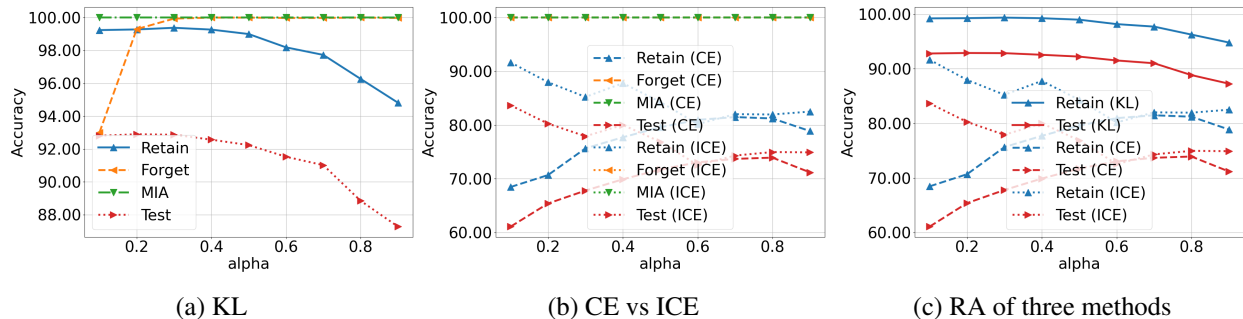 100.00
98.00
96.00
94.00
92.00
90.00
88.00
Accuracy
Retain
Forget
MIA
Test
0.2 0.4 0.6 0.8
alpha
(a) KL
100.00
90.00
80.00
70.00
60.00
Accuracy
Retain (CE)
Forget (CE)
MIA (CE)
Test (CE)
Retain (ICE)
Forget (ICE)
MIA (ICE)
Test (ICE)
0.2 0.4 0.6 0.8
alpha
(b) CE vs ICE
100.00
90.00
80.00
70.00
60.00
Accuracy
Retain (KL)
Test (KL)
Retain (CE)
Test (CE)
Retain (ICE)
Test (ICE)
0.2 0.4 0.6 0.8
alpha
(c) RA of three methods